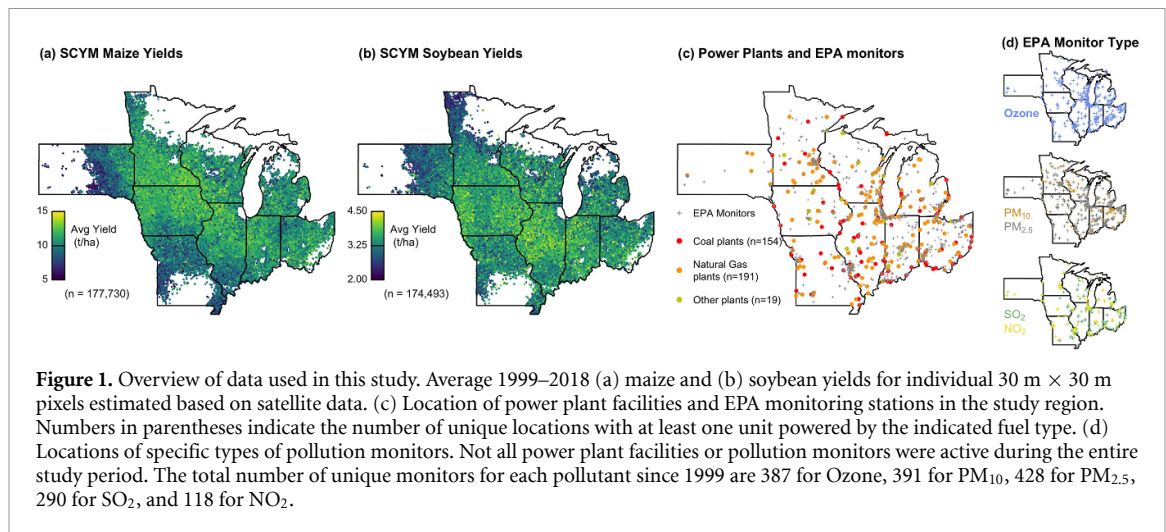 (a) SCYM Maize Yields
(b) SCYM Soybean Yields
(c) Power Plants and EPA monitors
(d) EPA Monitor Type
Ozone
15
10
5
Avg Yield
(t/ha)
(n = 177,730)
4.50
3.25
2.00
Avg Yield
(t/ha)
(n = 174,493)
EPA Monitors
Coal plants (n=154)
Natural Gas
plants (n=191)
Other plants (n=19)
PM₁₀
PM₂.₅
SO₂
NO₂
Figure 1. Overview of data used in this study. Average 1999–2018 (a) maize and (b) soybean yields for individual 30 m × 30 m
pixels estimated based on satellite data. (c) Location of power plant facilities and EPA monitoring stations in the study region.
Numbers in parentheses indicate the number of unique locations with at least one unit powered by the indicated fuel type. (d)
Locations of specific types of pollution monitors. Not all power plant facilities or pollution monitors were active during the entire
study period. The total number of unique monitors for each pollutant since 1999 are 387 for Ozone, 391 for PM₁₀, 428 for PM₂.₅,
290 for SO₂, and 118 for NO₂.